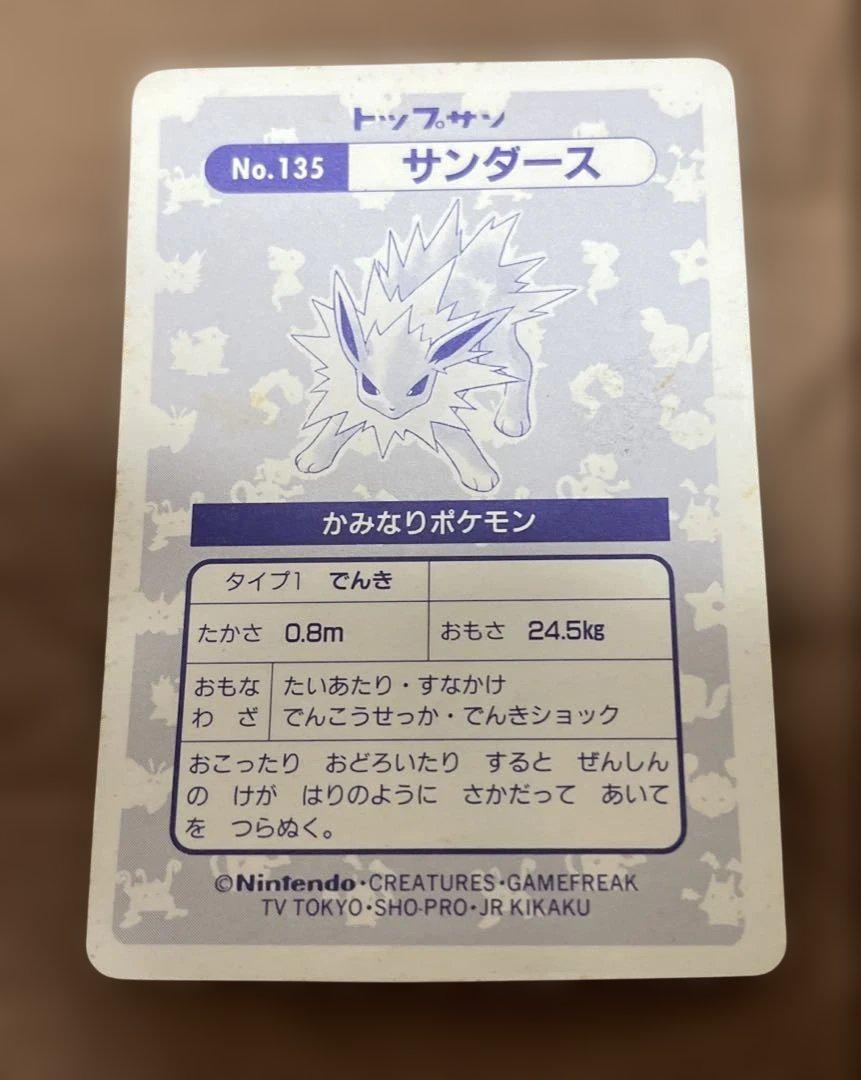 トップサン
No.135 サンダース
かみなりポケモン
タイプ1 でんき
たかさ 0.8m おもさ 24.5kg
おもな たいあたり・すなかけ
わ ざ でんこうせっか・でんきショック
おこったり おどろいたり すると ぜんしん
の けが はりのように さかだって あいて
を つらぬく。
©Nintendo・CREATURES・GAMEFREAK
TV TOKYO・SHO-PRO・JR KIKAKU